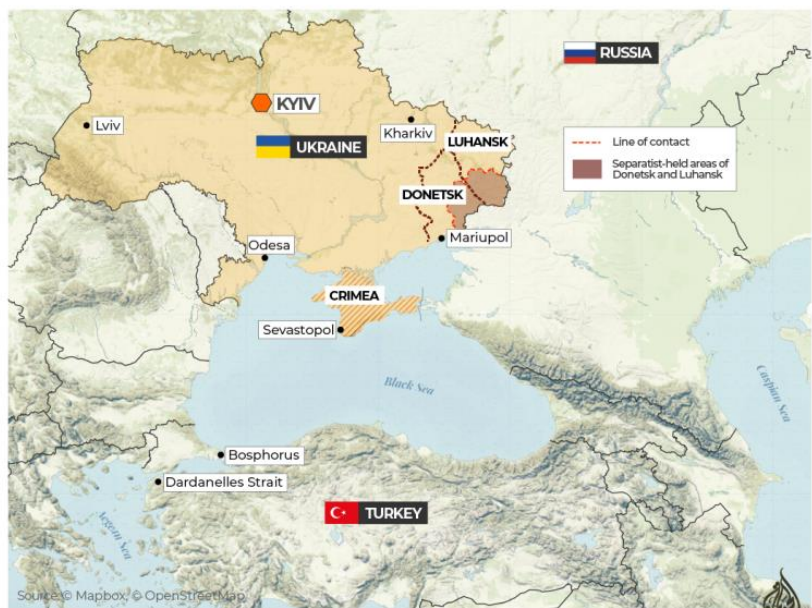 RUSSIA
KYIV
Lviv
Kharkiv
UKRAINE
LUHANSK
Line of contact
Separatist-held areas of
Donetsk and Luhansk
DONETSK
Mariupol
Odesa
CRIMEA
Sevastopol
Black Sea
Caspian Sea
Bosphorus
Dardanelles Strait
TURKEY
Aegean Sea
Source: © Mapbox, © OpenStreetMap